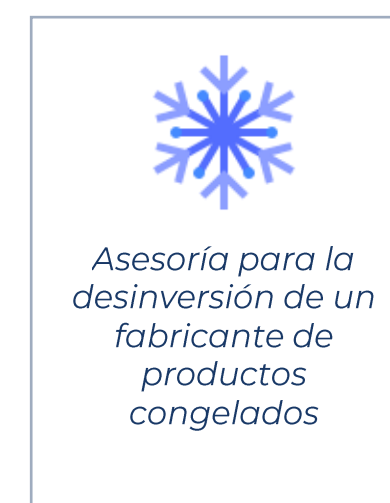 Asesoría para la
desinversión de un
fabricante de
productos
congelados